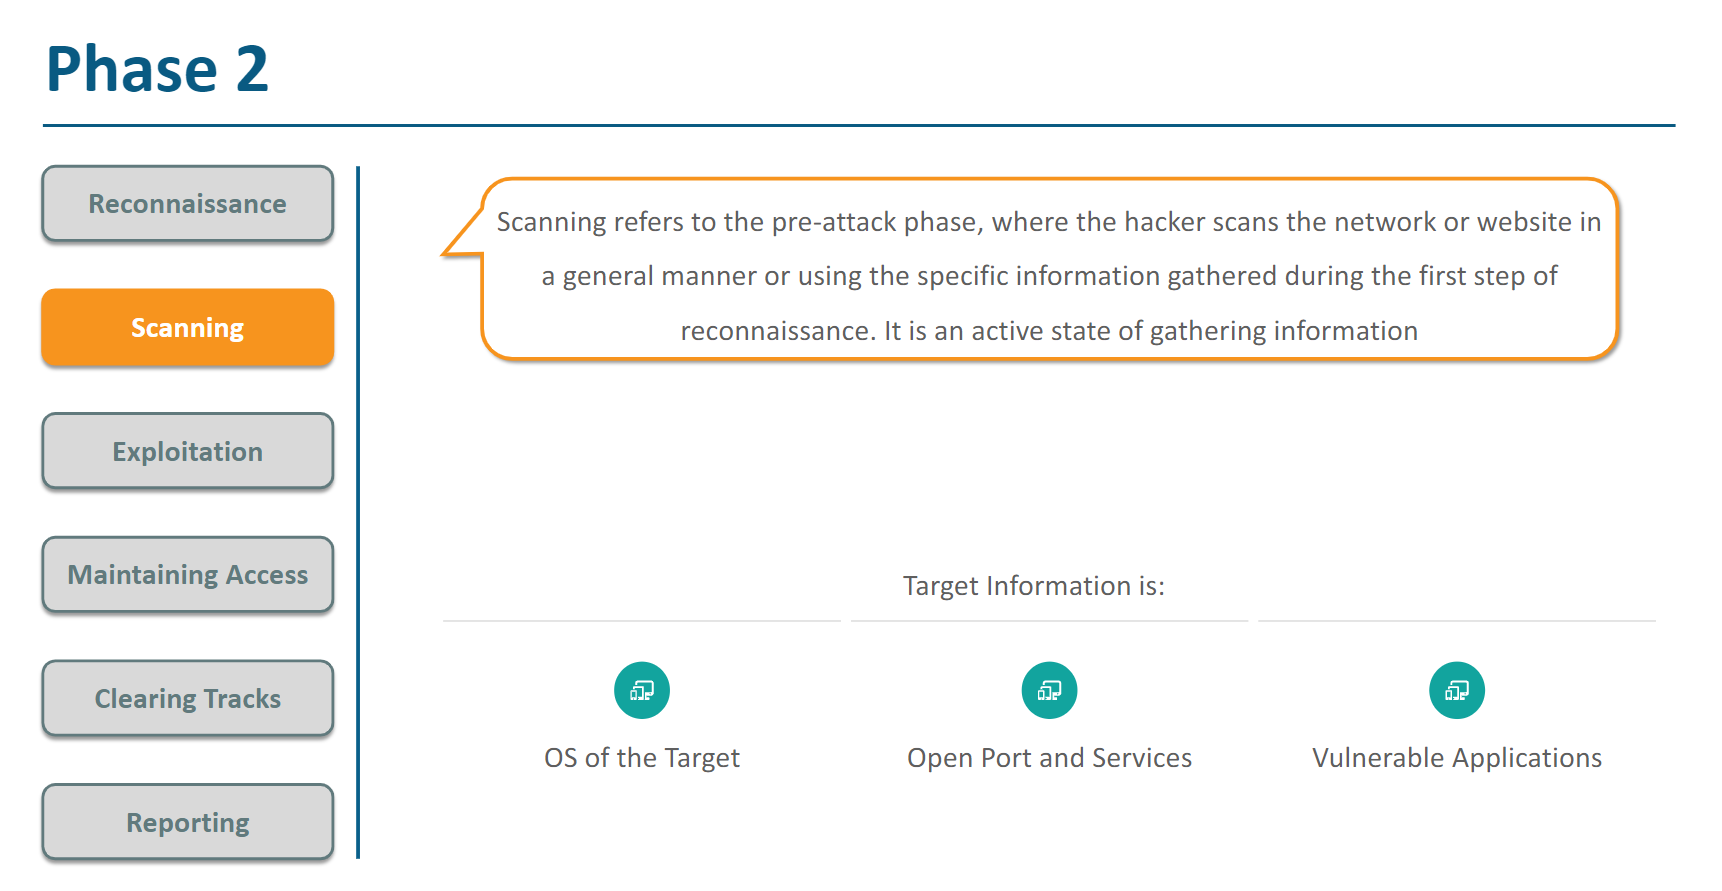 Phase 2
Reconnaissance
Scanning
Exploitation
Maintaining Access
Clearing Tracks
Reporting
Scanning refers to the pre-attack phase, where the hacker scans the network or website in
a general manner or using the specific information gathered during the first step of
reconnaissance. It is an active state of gathering information
Target Information is:
OS of the Target
Open Port and Services
Vulnerable Applications